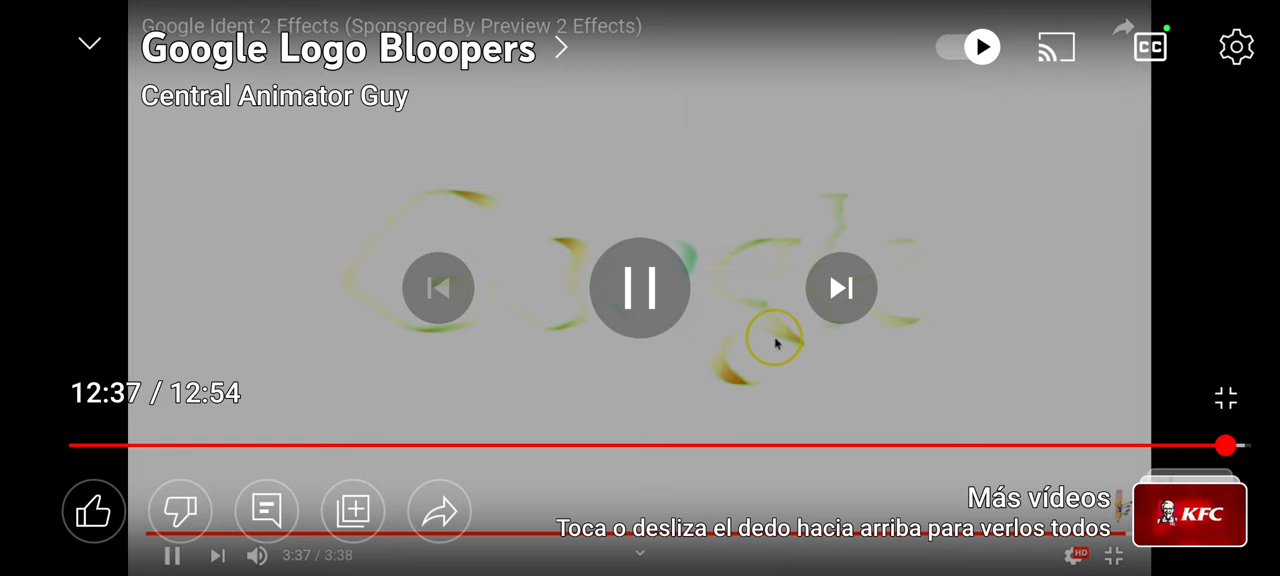 Google Ident 2 Effects (Sponsored By Preview 2 Effects)
Google Logo Bloopers
Central Animator Guy
CC
Google
12:37 / 12:54
Más vídeos
Toca o desliza el dedo hacia arriba para verlos todos
KFC
3:37 / 3:38
HD